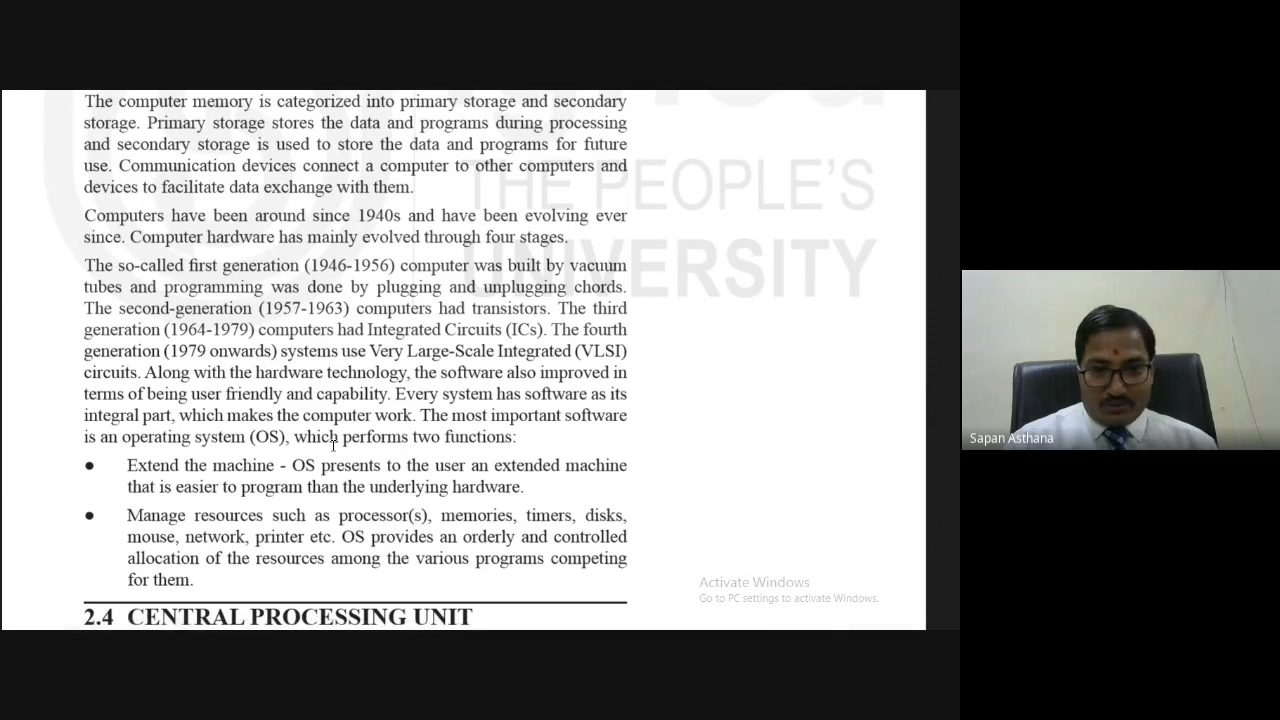 The computer memory is categorized into primary storage and secondary
storage. Primary storage stores the data and programs during processing
and secondary storage is used to store the data and programs for future
use. Communication devices connect a computer to other computers and
devices to facilitate data exchange with them.
THE PEOPLE'S
UNIVERSITY
Computers have been around since 1940s and have been evolving ever
since. Computer hardware has mainly evolved through four stages.
The so-called first generation (1946-1956) computer was built by vacuum
tubes and programming was done by plugging and unplugging chords.
The second-generation (1957-1963) computers had transistors. The third
generation (1964-1979) computers had Integrated Circuits (ICs). The fourth
generation (1979 onwards) systems use Very Large-Scale Integrated (VLSI)
circuits. Along with the hardware technology, the software also improved in
terms of being user friendly and capability. Every system has software as its
integral part, which makes the computer work. The most important software
is an operating system (OS), which performs two functions:
● Extend the machine - OS presents to the user an extended machine
that is easier to program than the underlying hardware.
● Manage resources such as processor(s), memories, timers, disks,
mouse, network, printer etc. OS provides an orderly and controlled
allocation of the resources among the various programs competing
for them.
2.4 CENTRAL PROCESSING UNIT
Activate Windows
Go to PC settings to activate Windows.
Sapan Asthana